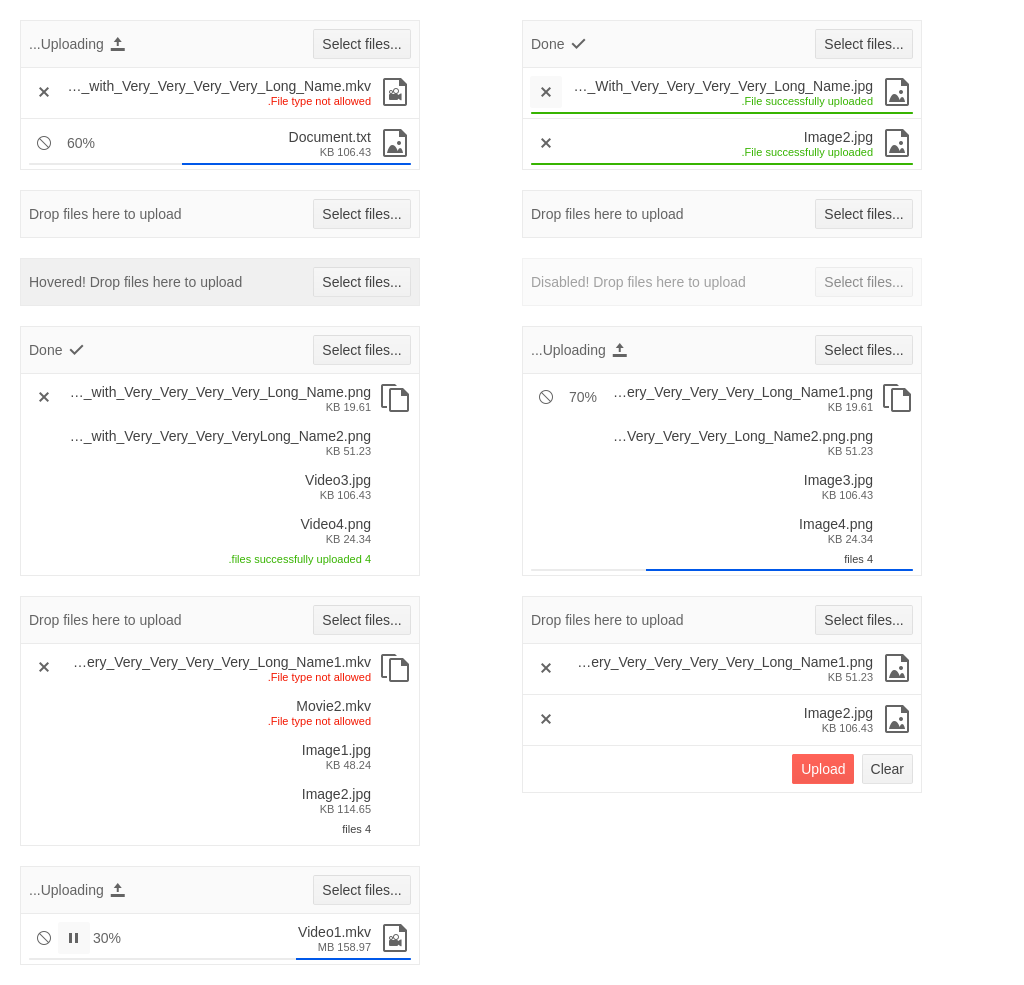 ...Uploading
Select files...
…_with_Very_Very_Very_Very_Long_Name.mkv
.File type not allowed
60%
Document.txt
KB 106.43
Drop files here to upload
Select files...
Hovered! Drop files here to upload
Select files...
Done
Select files...
…_with_Very_Very_Very_Very_Long_Name.png
KB 19.61
…_with_Very_Very_Very_VeryLong_Name2.png
KB 51.23
Video3.jpg
KB 106.43
Video4.png
KB 24.34
.files successfully uploaded 4
Drop files here to upload
Select files...
…ery_Very_Very_Very_Very_Long_Name1.mkv
.File type not allowed
Movie2.mkv
.File type not allowed
Image1.jpg
KB 48.24
Image2.jpg
KB 114.65
files 4
...Uploading
Select files...
30%
Video1.mkv
MB 158.97
Done
Select files...
…_With_Very_Very_Very_Very_Long_Name.jpg
.File successfully uploaded
Image2.jpg
.File successfully uploaded
Drop files here to upload
Select files...
Disabled! Drop files here to upload
Select files...
...Uploading
Select files...
70%
…ery_Very_Very_Very_Long_Name1.png
KB 19.61
…Very_Very_Very_Long_Name2.png.png
KB 51.23
Image3.jpg
KB 106.43
Image4.png
KB 24.34
files 4
Drop files here to upload
Select files...
…ery_Very_Very_Very_Very_Long_Name1.png
KB 51.23
Image2.jpg
KB 106.43
Upload
Clear